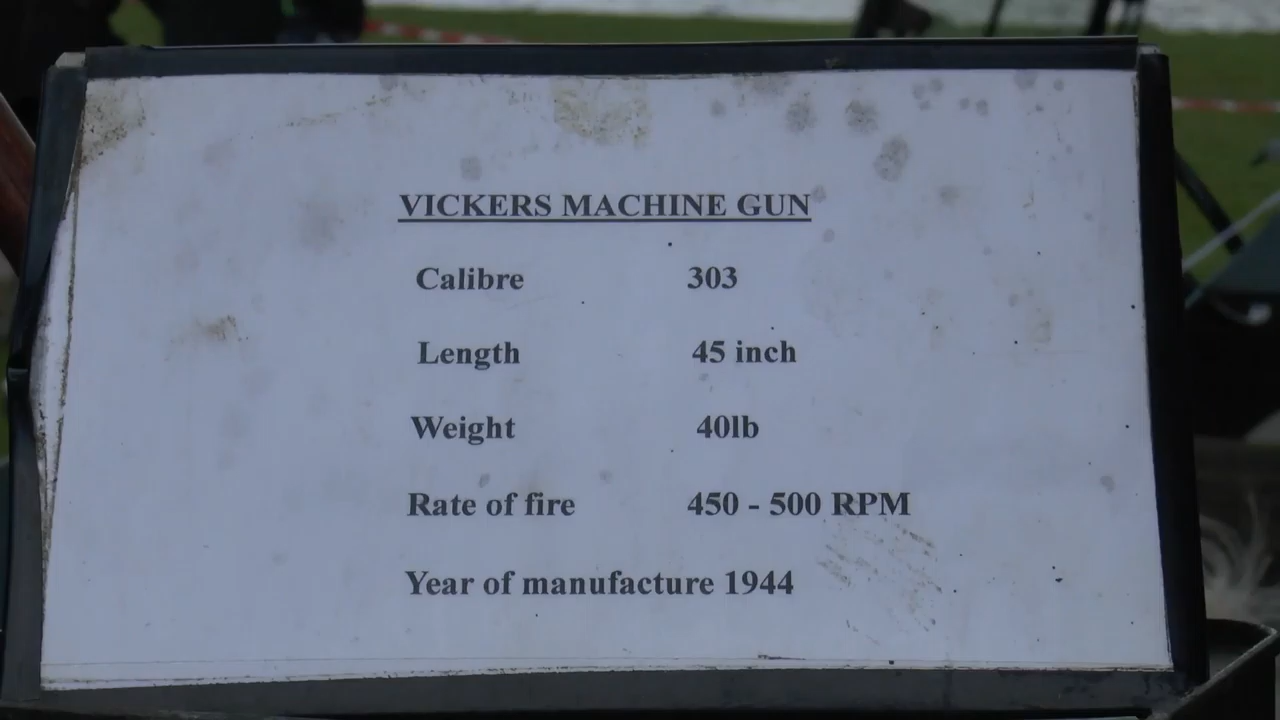 VICKERS MACHINE GUN
Calibre 303
Length 45 inch
Weight 40lb
Rate of fire 450 - 500 RPM
Year of manufacture 1944